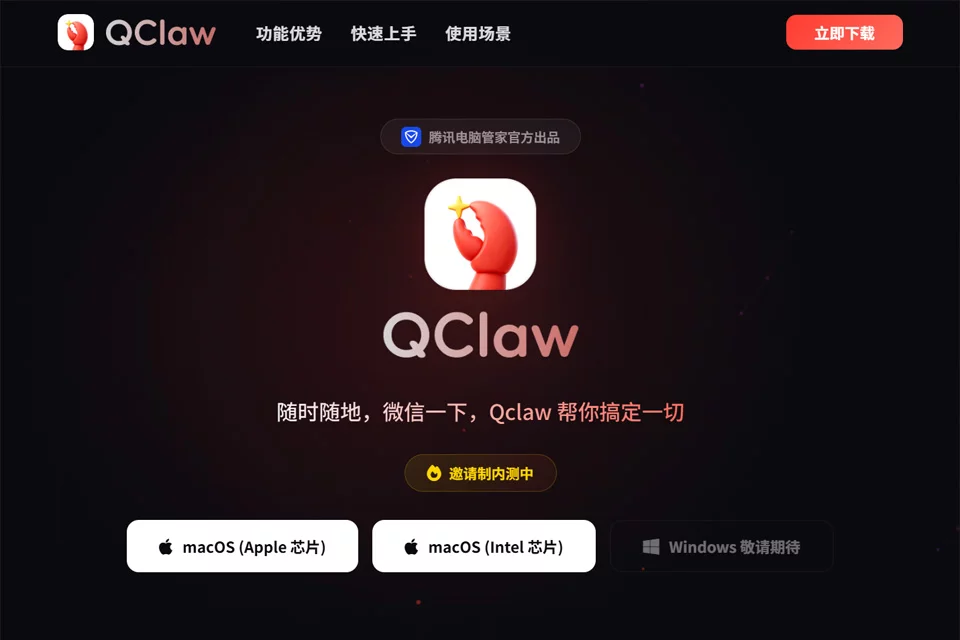 QClaw 功能优势 快速上手 使用场景 立即下载
腾讯电脑管家官方出品
QClaw
随时随地，微信一下，Qclaw 帮你搞定一切
邀请制内测中
macOS (Apple 芯片) macOS (Intel 芯片) Windows 敬请期待